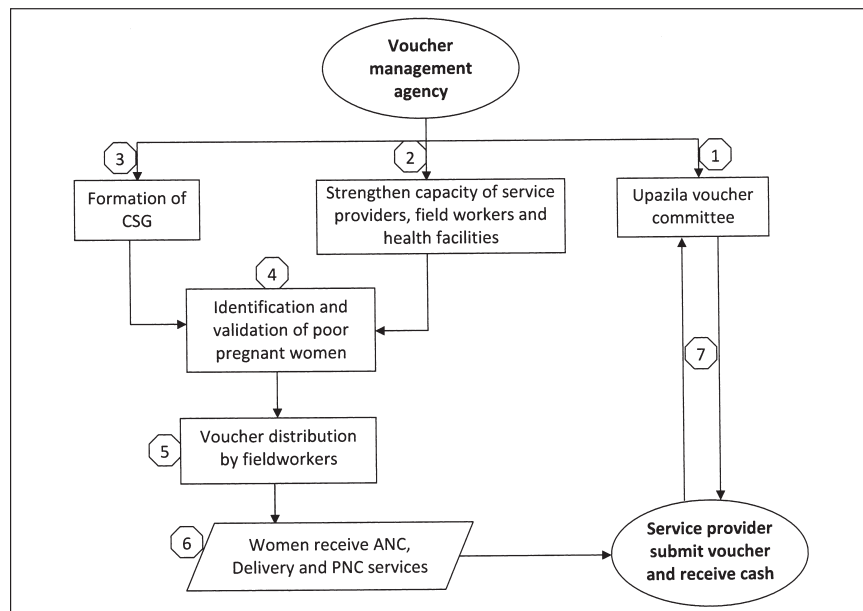 Voucher
management
agency
3
2
1
Formation of
CSG
Strengthen capacity of service
providers, field workers and
health facilities
Upazila voucher
committee
4
Identification and
validation of poor
pregnant women
7
5
Voucher distribution
by fieldworkers
6
Women receive ANC,
Delivery and PNC services
Service provider
submit voucher
and receive cash